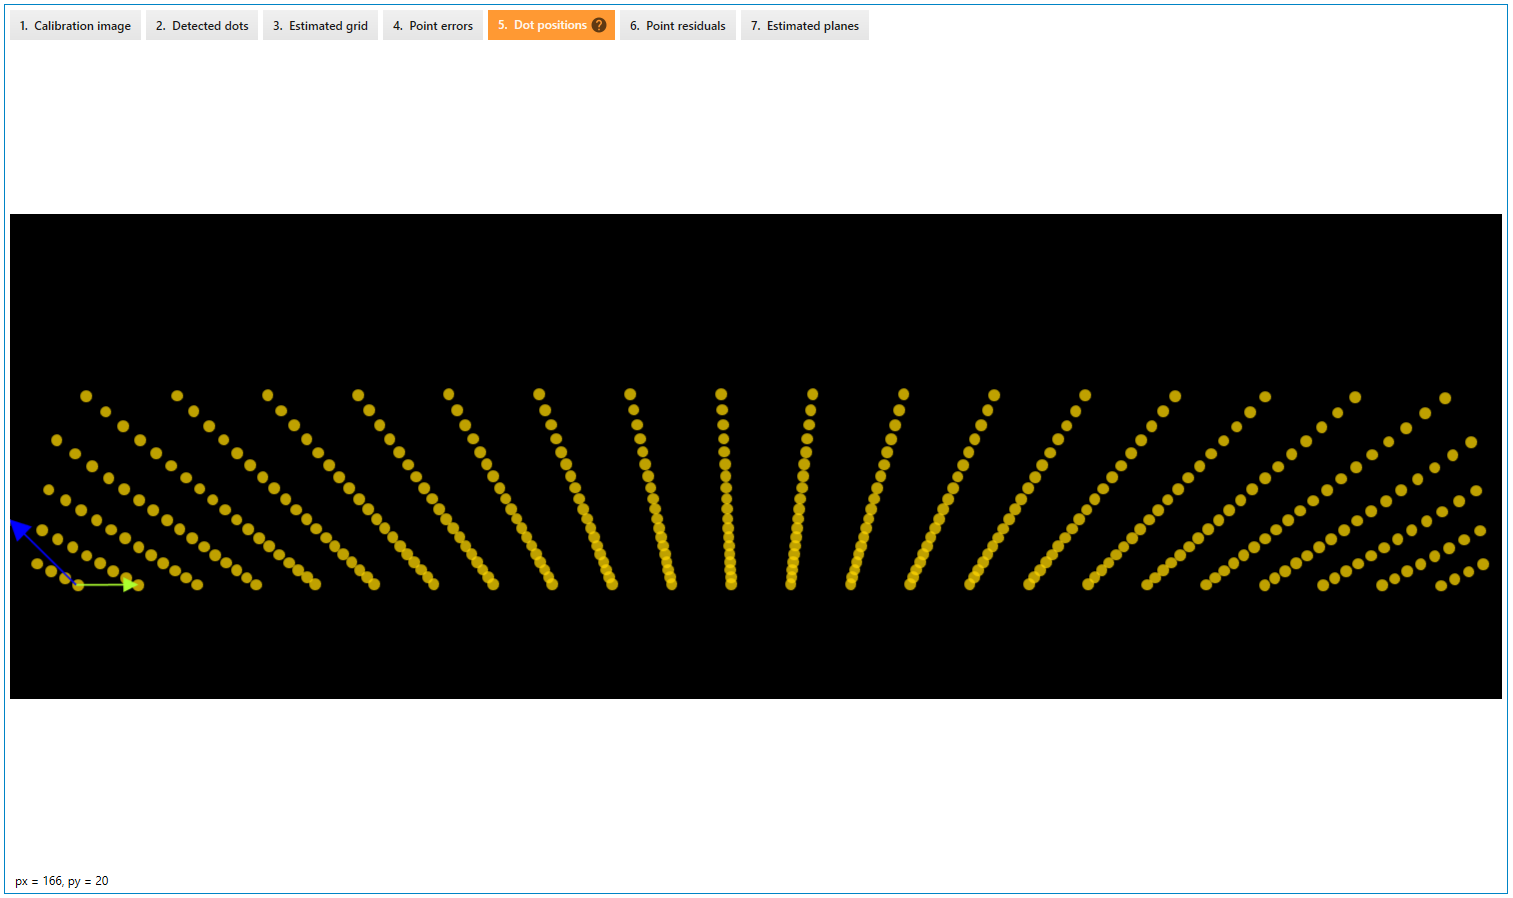 1. Calibration image 2. Detected dots 3. Estimated grid 4. Point errors 5. Dot positions ? 6. Point residuals 7. Estimated planes
px = 166, py = 20